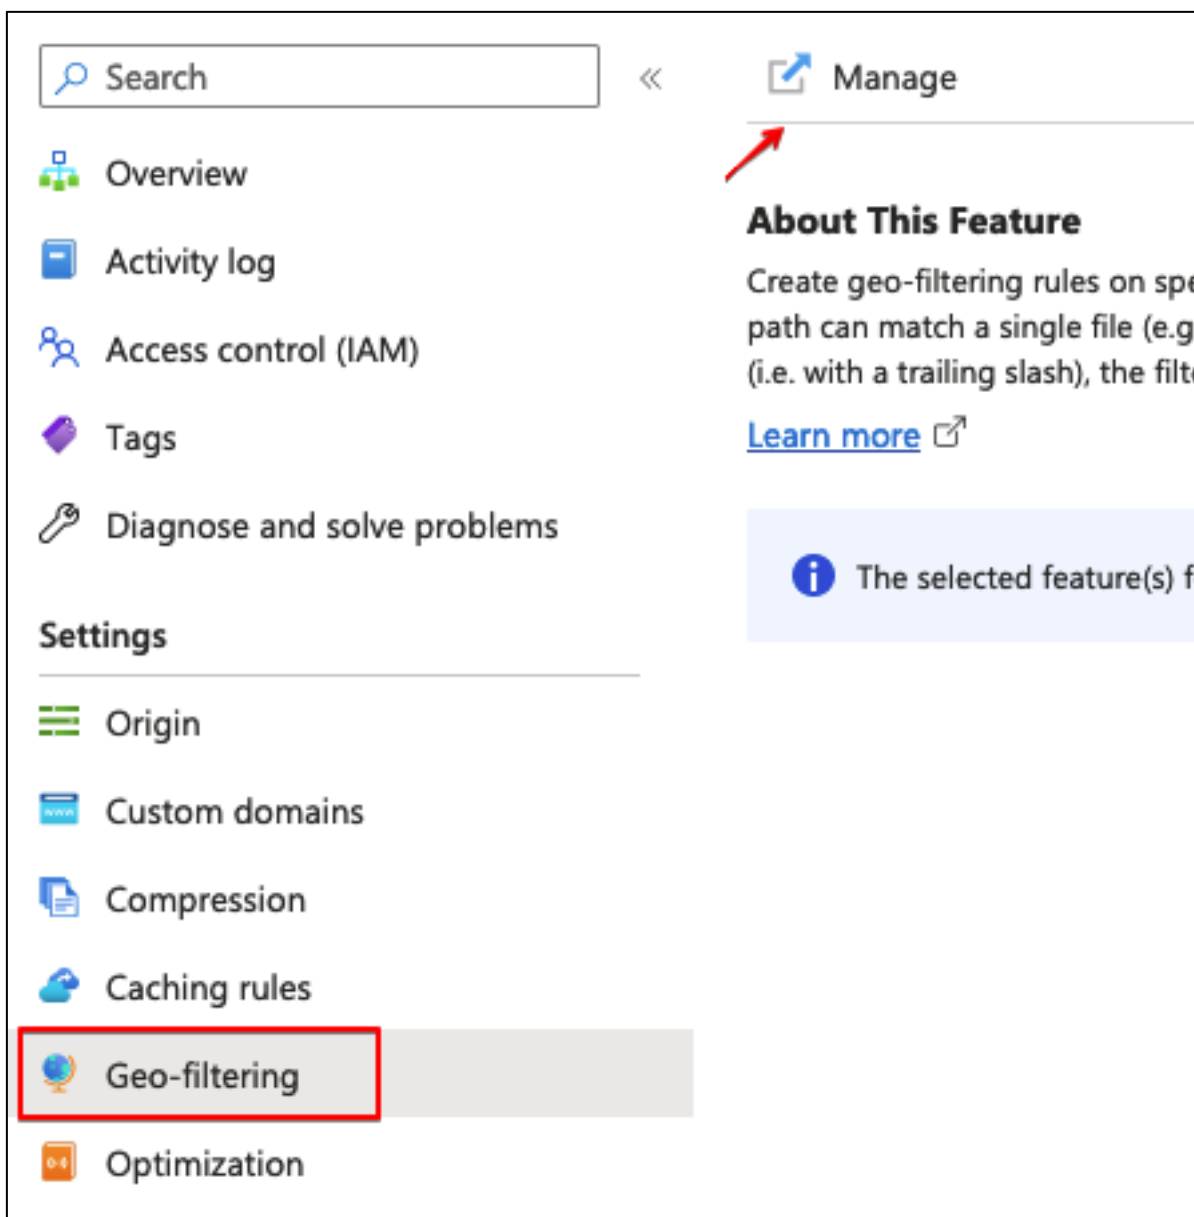 Search
Overview
Activity log
Access control (IAM)
Tags
Diagnose and solve problems
Settings
Origin
Custom domains
Compression
Caching rules
Geo-filtering
Optimization
Manage
About This Feature
Create geo-filtering rules on spe
path can match a single file (e.g
(i.e. with a trailing slash), the filt
Learn more
The selected feature(s) f